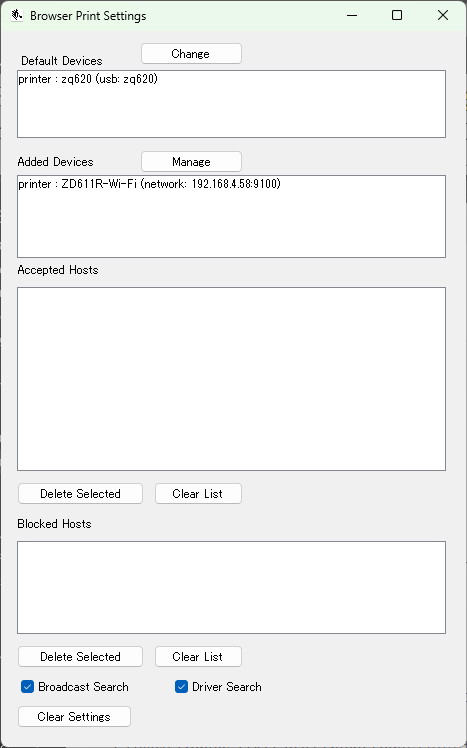 Browser Print Settings
Default Devices
Change
printer : zq620 (usb: zq620)
Added Devices
Manage
printer : ZD611R-Wi-Fi (network: 192.168.4.58:9100)
Accepted Hosts
Delete Selected
Clear List
Blocked Hosts
Delete Selected
Clear List
Broadcast Search
Driver Search
Clear Settings